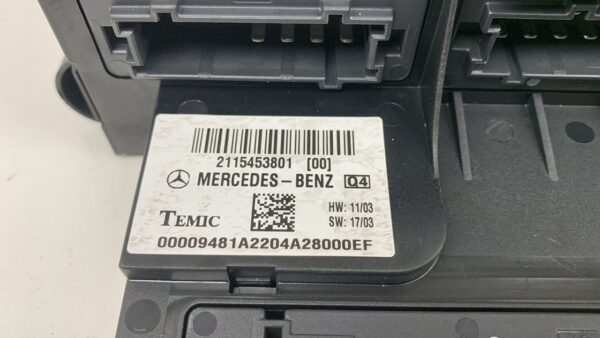 2115453801 [00]
MERCEDES-BENZ Q4
HW: 11/03
TEMIC
SW: 17/03
00009481A2204A28000EF